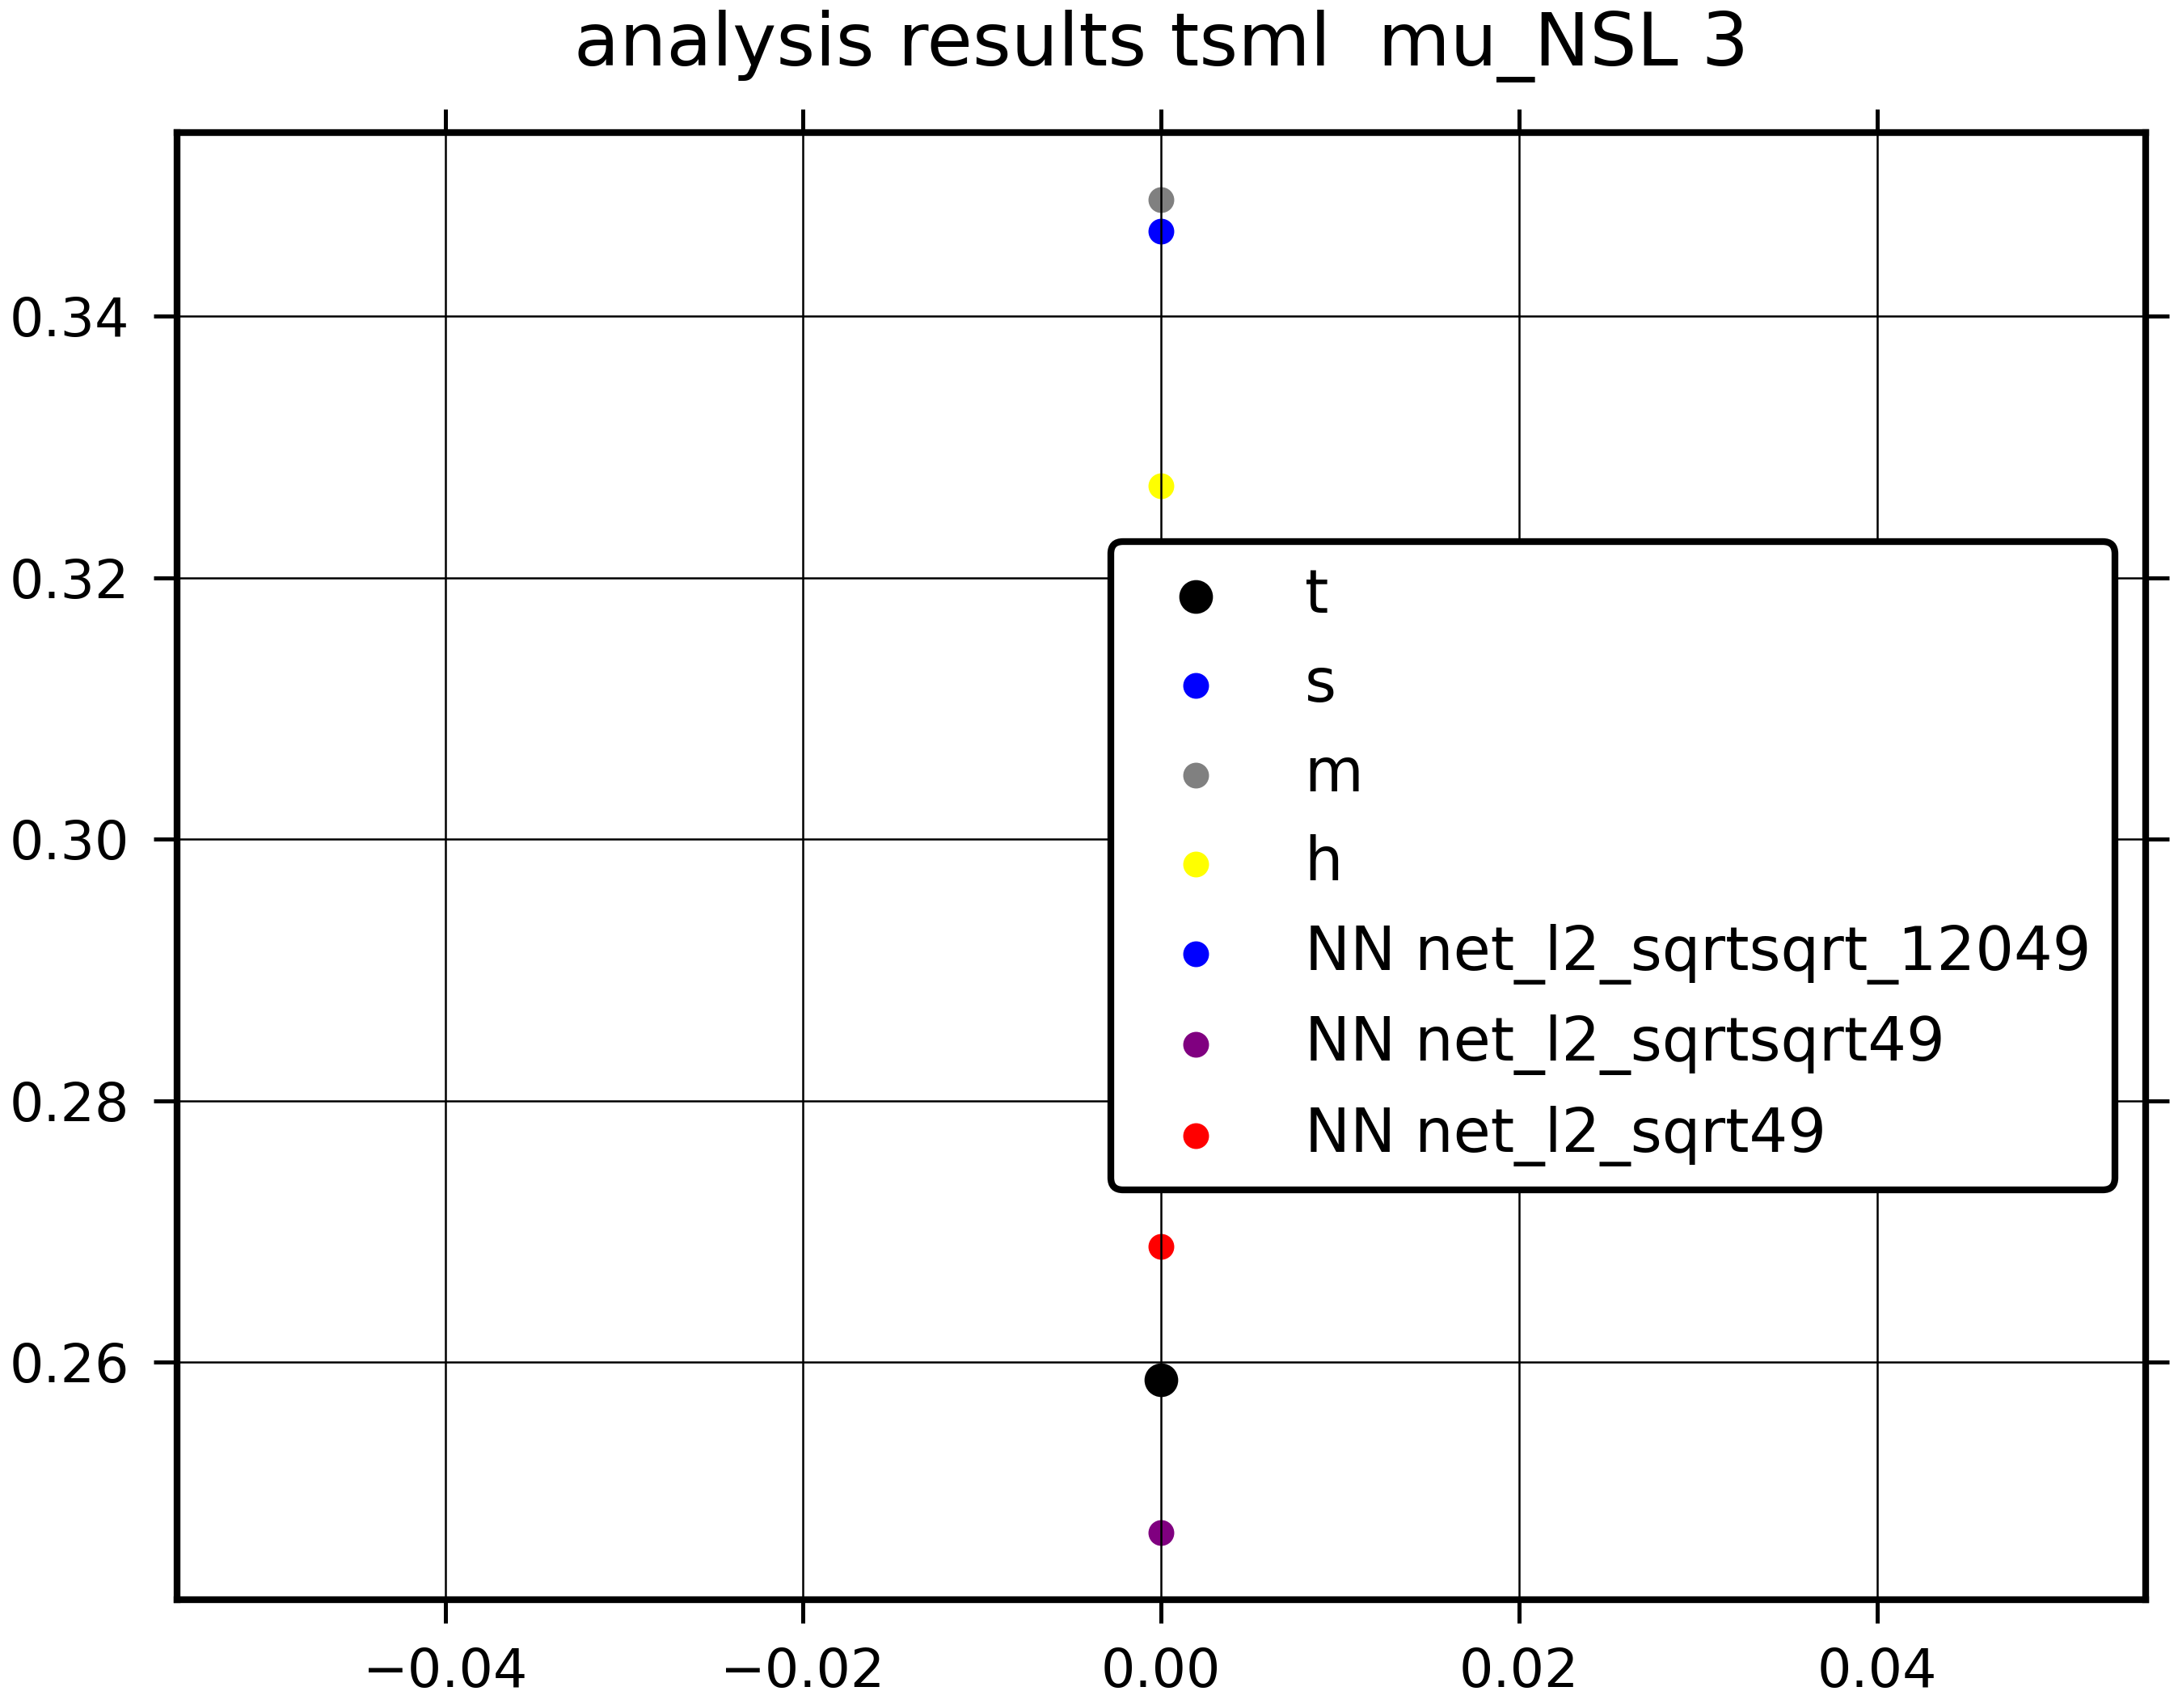 analysis results tsml  mu_NSL 3
0.34
0.32
0.30
0.28
0.26
t
s
m
h
NN net_l2_sqrtsqrt_12049
NN net_l2_sqrtsqrt49
NN net_l2_sqrt49
−0.04
−0.02
0.00
0.02
0.04